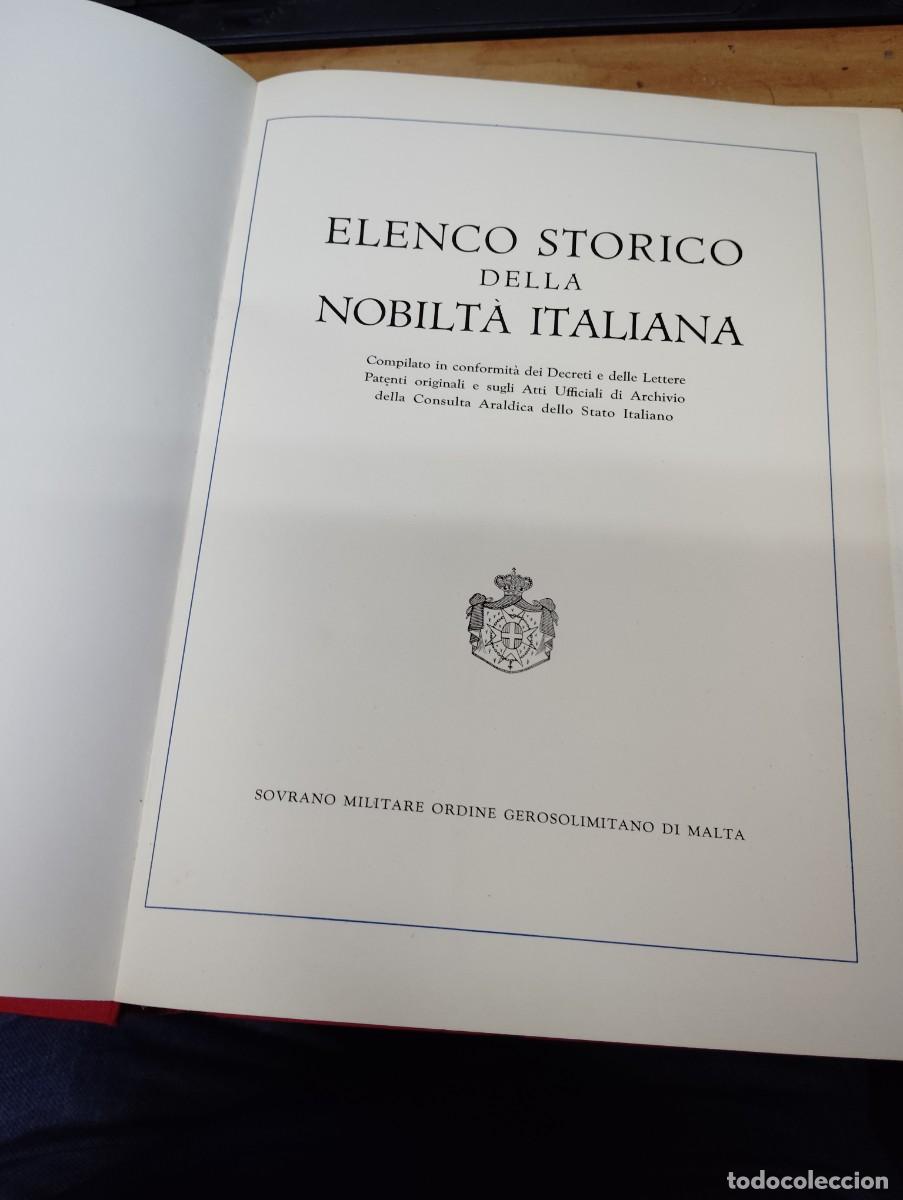 ELENCO STORICO
DELLA
NOBILTÀ ITALIANA
Compilato in conformità dei Decreti e delle Lettere
Patenti originali e sugli Atti Ufficiali di Archivio
della Consulta Araldica dello Stato Italiano
SOVRANO MILITARE ORDINE GEROSOLIMITANO DI MALTA
todocoleccion